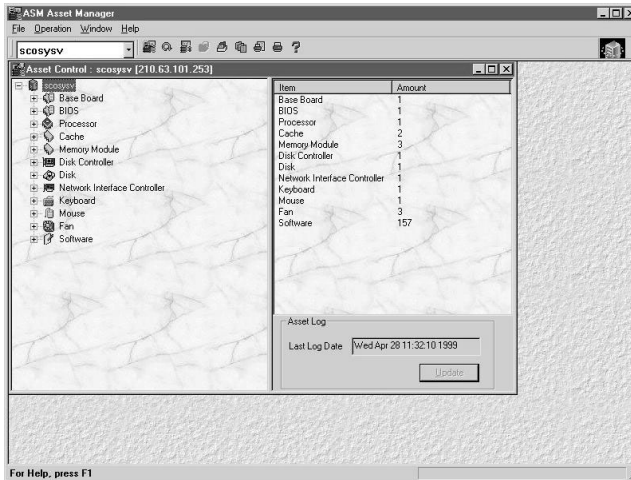 ASM Asset Manager
File Operation Window Help
scosysv
Asset Control : scosysv [210.63.101.253]
scosysv
Base Board
BIOS
Processor
Cache
Memory Module
Disk Controller
Disk
Network Interface Controller
Keyboard
Mouse
Fan
Software
Item Amount
Base Board 1
BIOS 1
Processor 1
Cache 2
Memory Module 3
Disk Controller 1
Disk 1
Network Interface Controller 1
Keyboard 1
Mouse 1
Fan 3
Software 157
Asset Log
Last Log Date Wed Apr 28 11:32:10 1999
Update
For Help, press F1